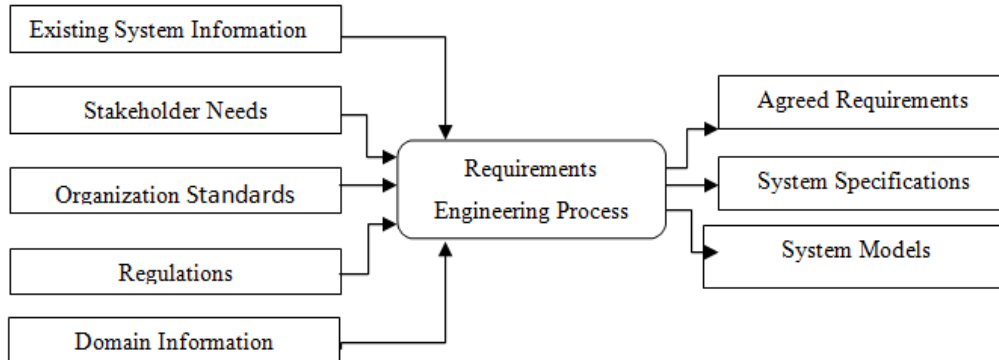 Existing System Information
Stakeholder Needs
Organization Standards
Regulations
Domain Information
Requirements
Engineering Process
Agreed Requirements
System Specifications
System Models